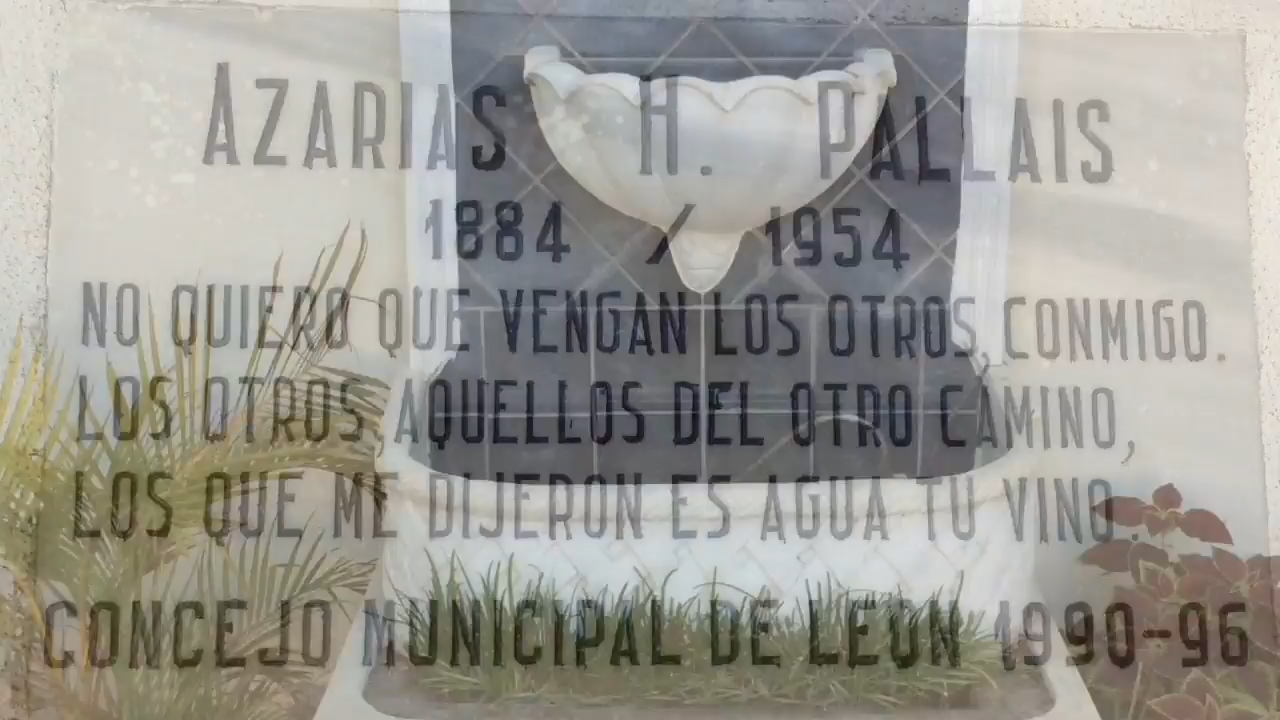 AZARIAS H. PALLAIS
1884 / 1954
NO QUIERO QUE VENGAN LOS OTROS, CONMIGO.
LOS OTROS, AQUELLOS DEL OTRO CAMINO,
LOS QUE ME DIJERON ES AGUA TU VINO.
CONCEJO MUNICIPAL DE LEON 1990-96